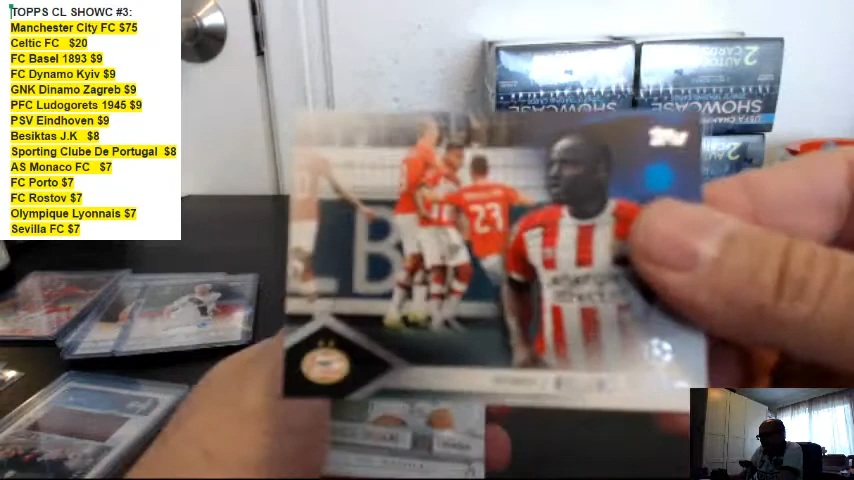 TOPPS CL SHOWC #3:
Manchester City FC $75
Celtic FC $20
FC Basel 1893 $9
FC Dynamo Kyiv $9
GNK Dinamo Zagreb $9
PFC Ludogorets 1945 $9
PSV Eindhoven $9
Besiktas J.K $8
Sporting Clube De Portugal $8
AS Monaco FC $7
FC Porto $7
FC Rostov $7
Olympique Lyonnais $7
Sevilla FC $7
2 AUTOG
CARDS
SHOWCASE
2
23
B